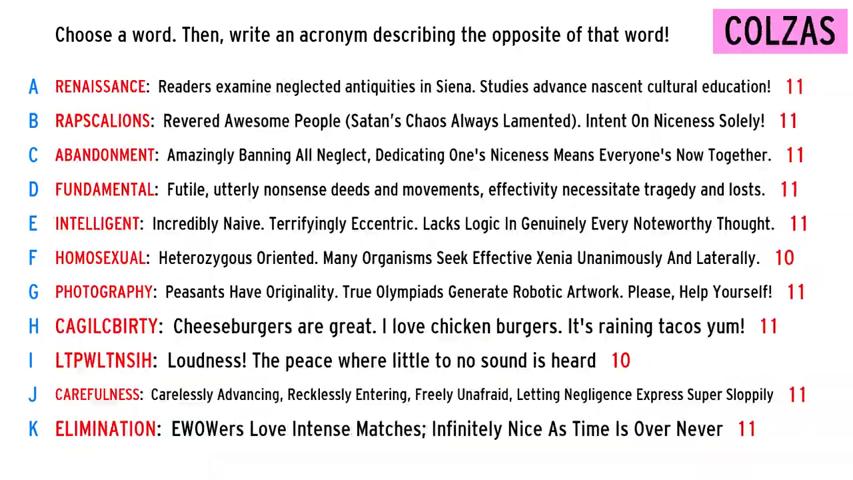 Choose a word. Then, write an acronym describing the opposite of that word!
COLZAS
A RENAISSANCE: Readers examine neglected antiquities in Siena. Studies advance nascent cultural education! 11
B RAPSCALIONS: Revered Awesome People (Satan's Chaos Always Lamented). Intent On Niceness Solely! 11
C ABANDONMENT: Amazingly Banning All Neglect, Dedicating One's Niceness Means Everyone's Now Together. 11
D FUNDAMENTAL: Futile, utterly nonsense deeds and movements, effectivity necessitate tragedy and losts. 11
E INTELLIGENT: Incredibly Naive. Terrifyingly Eccentric. Lacks Logic In Genuinely Every Noteworthy Thought. 11
F HOMOSEXUAL: Heterozygous Oriented. Many Organisms Seek Effective Xenia Unanimously And Laterally. 10
G PHOTOGRAPHY: Peasants Have Originality. True Olympiads Generate Robotic Artwork. Please, Help Yourself! 11
H CAGILCBIRTY: Cheeseburgers are great. I love chicken burgers. It's raining tacos yum! 11
I LTPWLTNSIH: Loudness! The peace where little to no sound is heard 10
J CAREFULNESS: Carelessly Advancing, Recklessly Entering, Freely Unafraid, Letting Negligence Express Super Sloppily 11
K ELIMINATION: EWOWers Love Intense Matches; Infinitely Nice As Time Is Over Never 11